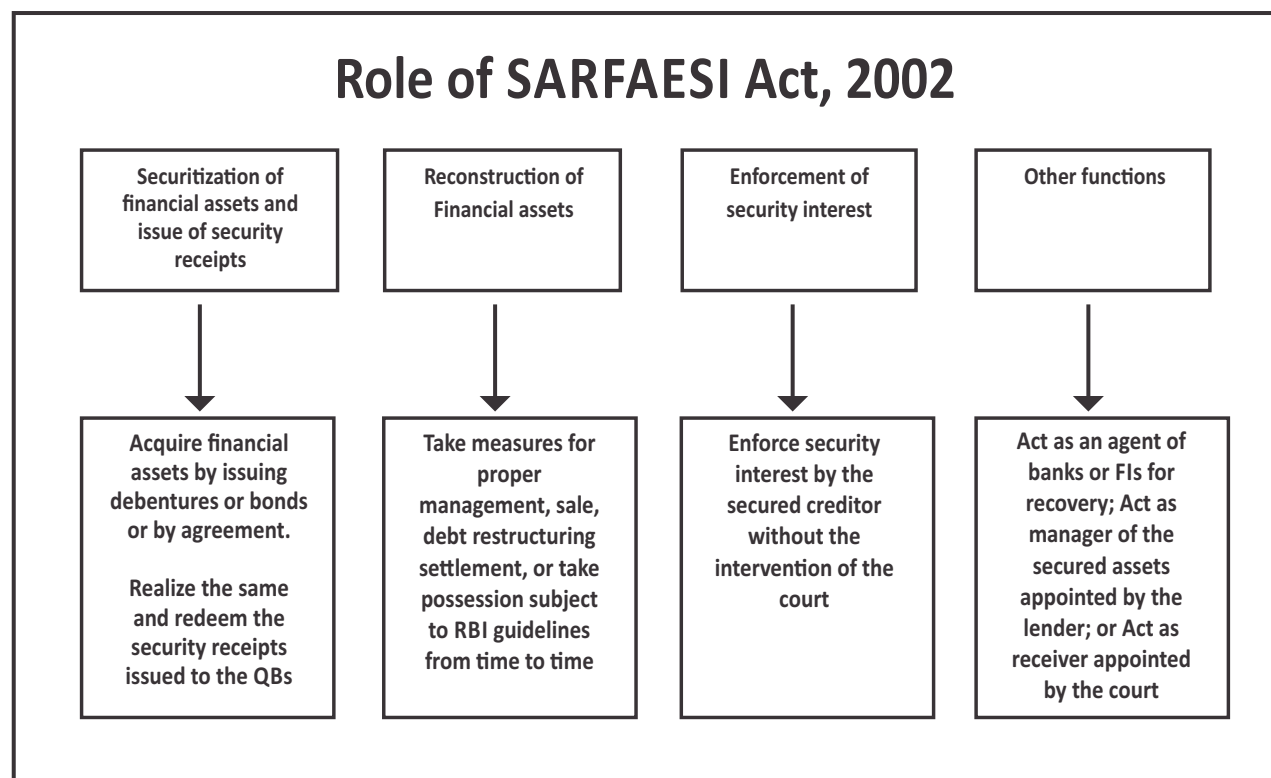 Role of SARFAESI Act, 2002
Securitization of
financial assets and
issue of security
receipts
Reconstruction of
Financial assets
Enforcement of
security interest
Other functions
Acquire financial
assets by issuing
debentures or bonds
or by agreement.
Realize the same
and redeem the
security receipts
issued to the QBs
Take measures for
proper
management, sale,
debt restructuring
settlement, or take
possession subject
to RBI guidelines
from time to time
Enforce security
interest by the
secured creditor
without the
intervention of the
court
Act as an agent of
banks or FIs for
recovery; Act as
manager of the
secured assets
appointed by the
lender; or Act as
receiver appointed
by the court